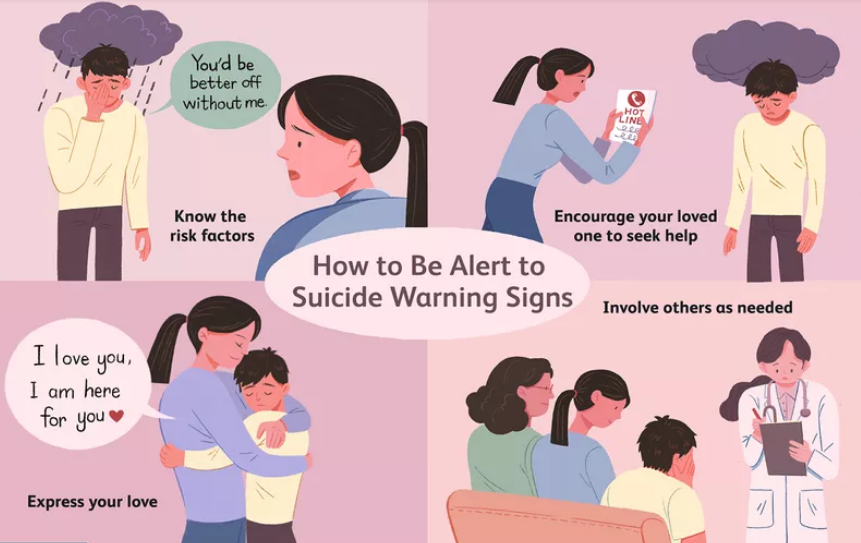 You'd be
better off
without me.
Know the
risk factors
HOT
LINE
Encourage your loved
one to seek help
How to Be Alert to
Suicide Warning Signs
I love you,
I am here
for you
Express your love
Involve others as needed